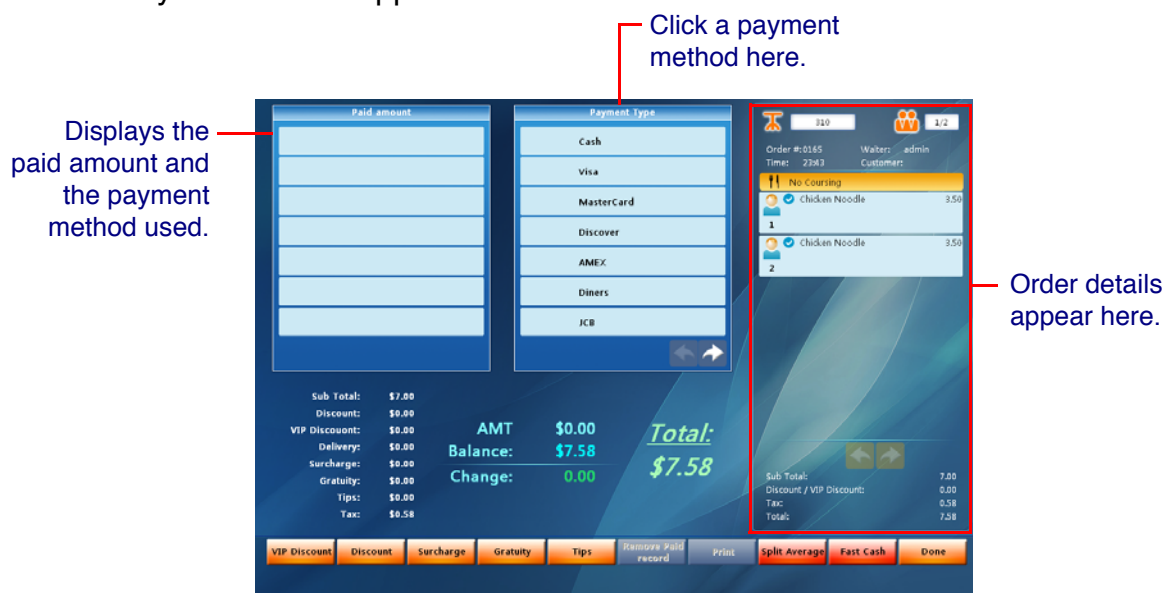 Click a payment
method here.
Displays the
paid amount and
the payment
method used.
Paid amount
Payment Type
Cash
Visa
MasterCard
Discover
AMEX
Diners
JCB
310
1/2
Order #:0165 Waiter: admin
Time: 23:43 Customer:
No Coursing
Chicken Noodle 3.50
1
Chicken Noodle 3.50
2
Order details
appear here.
Sub Total: $7.00
Discount: $0.00
VIP Discouont: $0.00
Delivery: $0.00
Surcharge: $0.00
Gratuity: $0.00
Tips: $0.00
Tax: $0.58
AMT $0.00
Balance: $7.58
Change: 0.00
Total:
$7.58
Sub Total: 7.00
Discount / VIP Discount: 0.00
Tax: 0.58
Total: 7.58
VIP Discount
Discount
Surcharge
Gratuity
Tips
Remove Paid
record
Print
Split Average
Fast Cash
Done